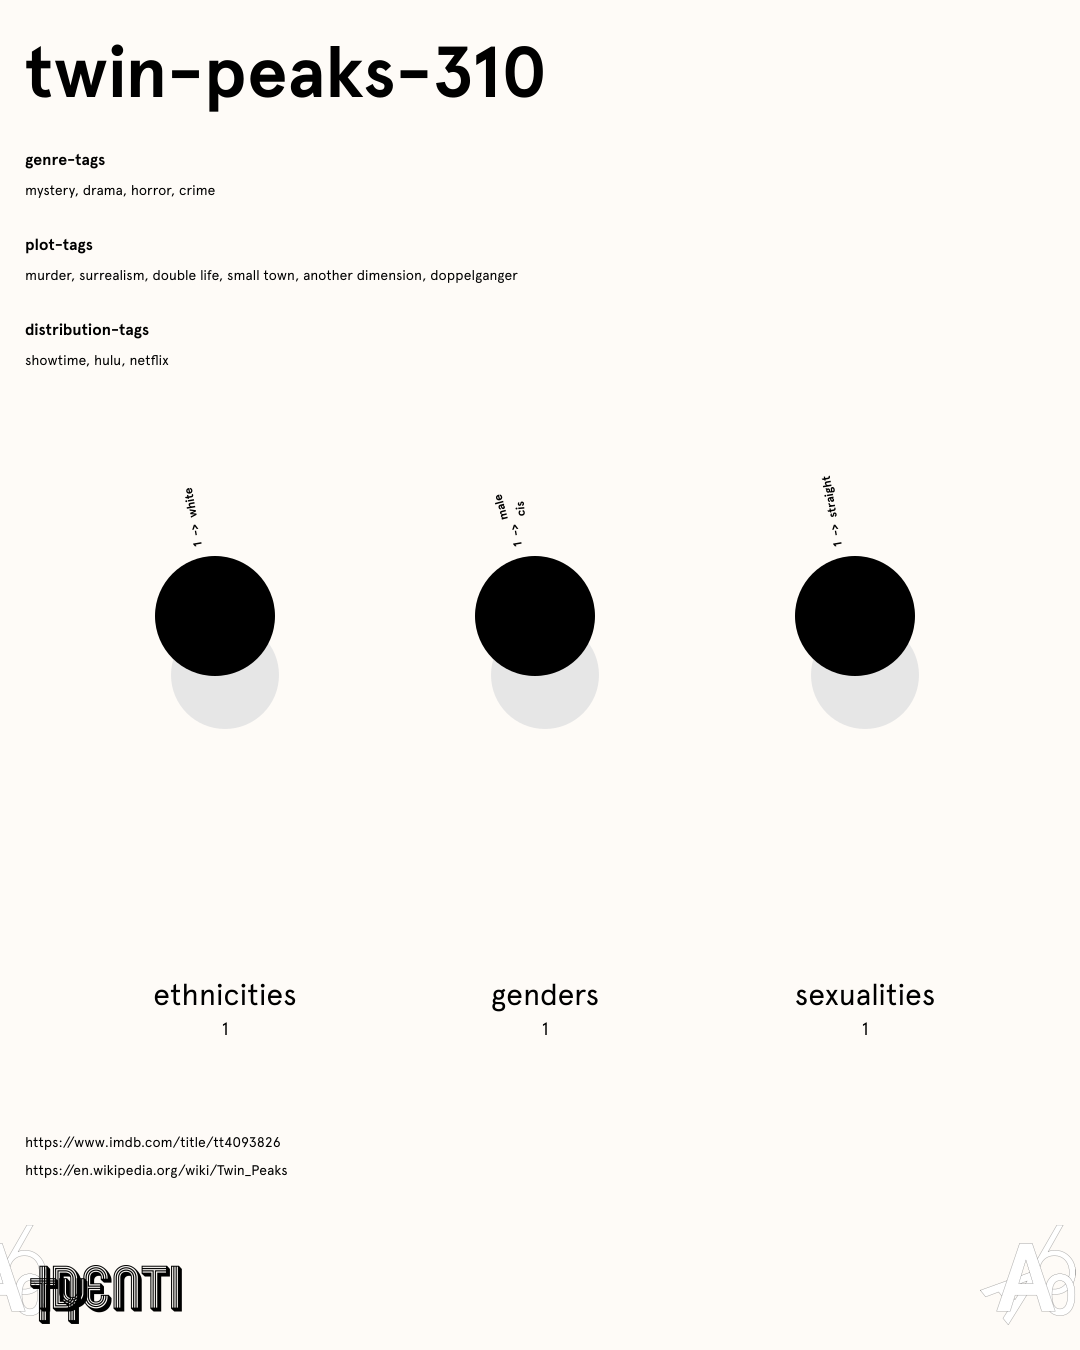 twin-peaks-310
genre-tags
mystery, drama, horror, crime
plot-tags
murder, surrealism, double life, small town, another dimension, doppelganger
distribution-tags
showtime, hulu, netflix
1 -> white
1 -> male
cis
1 -> straight
ethnicities
1
genders
1
sexualities
1
https://www.imdb.com/title/tt4093826
https://en.wikipedia.org/wiki/Twin_Peaks
IDENTI